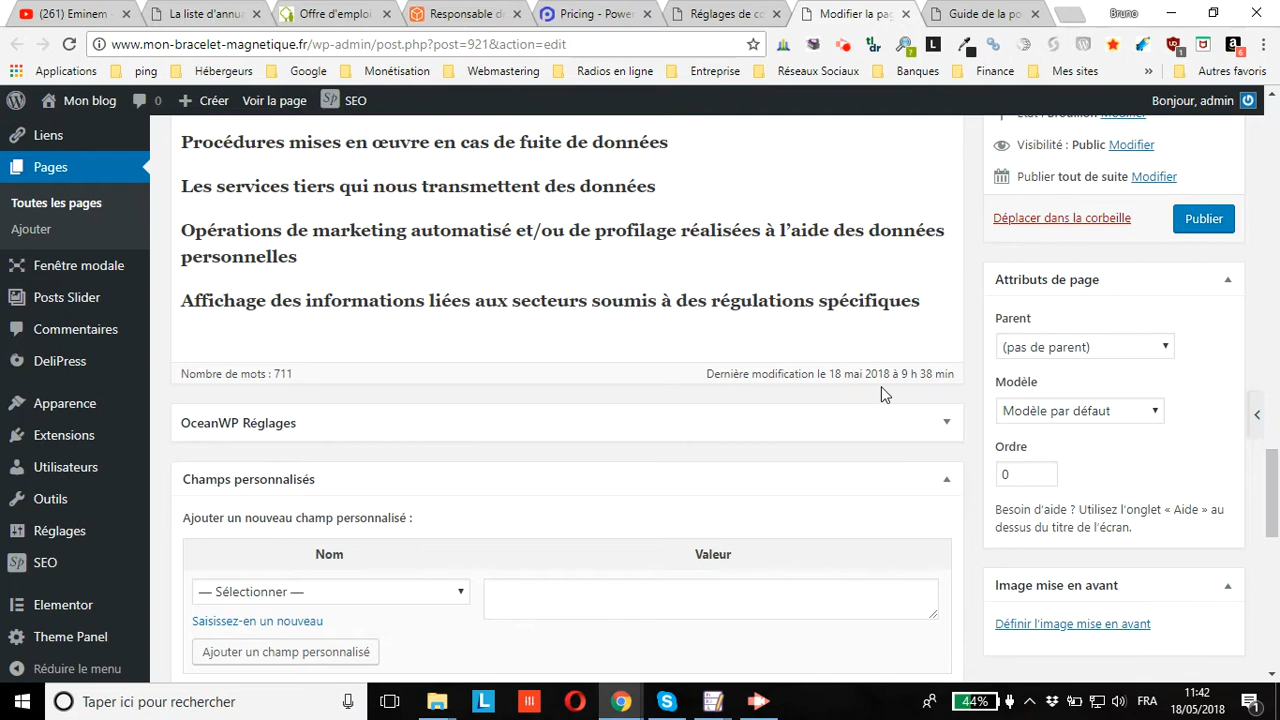 (261) Eminem -
La liste d'annua
Offre d'emploi
Responsable de
Pricing - Power
Réglages de co
Modifier la pag
Guide de la po
Bruno
www.mon-bracelet-magnetique.fr/wp-admin/post.php?post=921&action=edit
Applications
ping
Hébergeurs
Google
Monétisation
Webmastering
Radios en ligne
Entreprise
Réseaux Sociaux
Banques
Finance
Mes sites
Autres favoris
Mon blog
0
Créer
Voir la page
SEO
Bonjour, admin
Liens
Pages
Toutes les pages
Ajouter
Fenêtre modale
Posts Slider
Commentaires
DeliPress
Apparence
Extensions
Utilisateurs
Outils
Réglages
SEO
Elementor
Theme Panel
Réduire le menu
Procédures mises en œuvre en cas de fuite de données
Les services tiers qui nous transmettent des données
Opérations de marketing automatisé et/ou de profilage réalisées à l'aide des données
personnelles
Affichage des informations liées aux secteurs soumis à des régulations spécifiques
Nombre de mots : 711
Dernière modification le 18 mai 2018 à 9 h 38 min
OceanWP Réglages
Champs personnalisés
Ajouter un nouveau champ personnalisé :
Nom
Valeur
— Sélectionner —
Saisissez-en un nouveau
Ajouter un champ personnalisé
État : Brouillon Modifier
Visibilité : Public Modifier
Publier tout de suite Modifier
Déplacer dans la corbeille
Publier
Attributs de page
Parent
(pas de parent)
Modèle
Modèle par défaut
Ordre
0
Besoin d'aide ? Utilisez l'onglet « Aide » au
dessus du titre de l'écran.
Image mise en avant
Définir l'image mise en avant
Taper ici pour rechercher
44%
FRA
11:42
18/05/2018